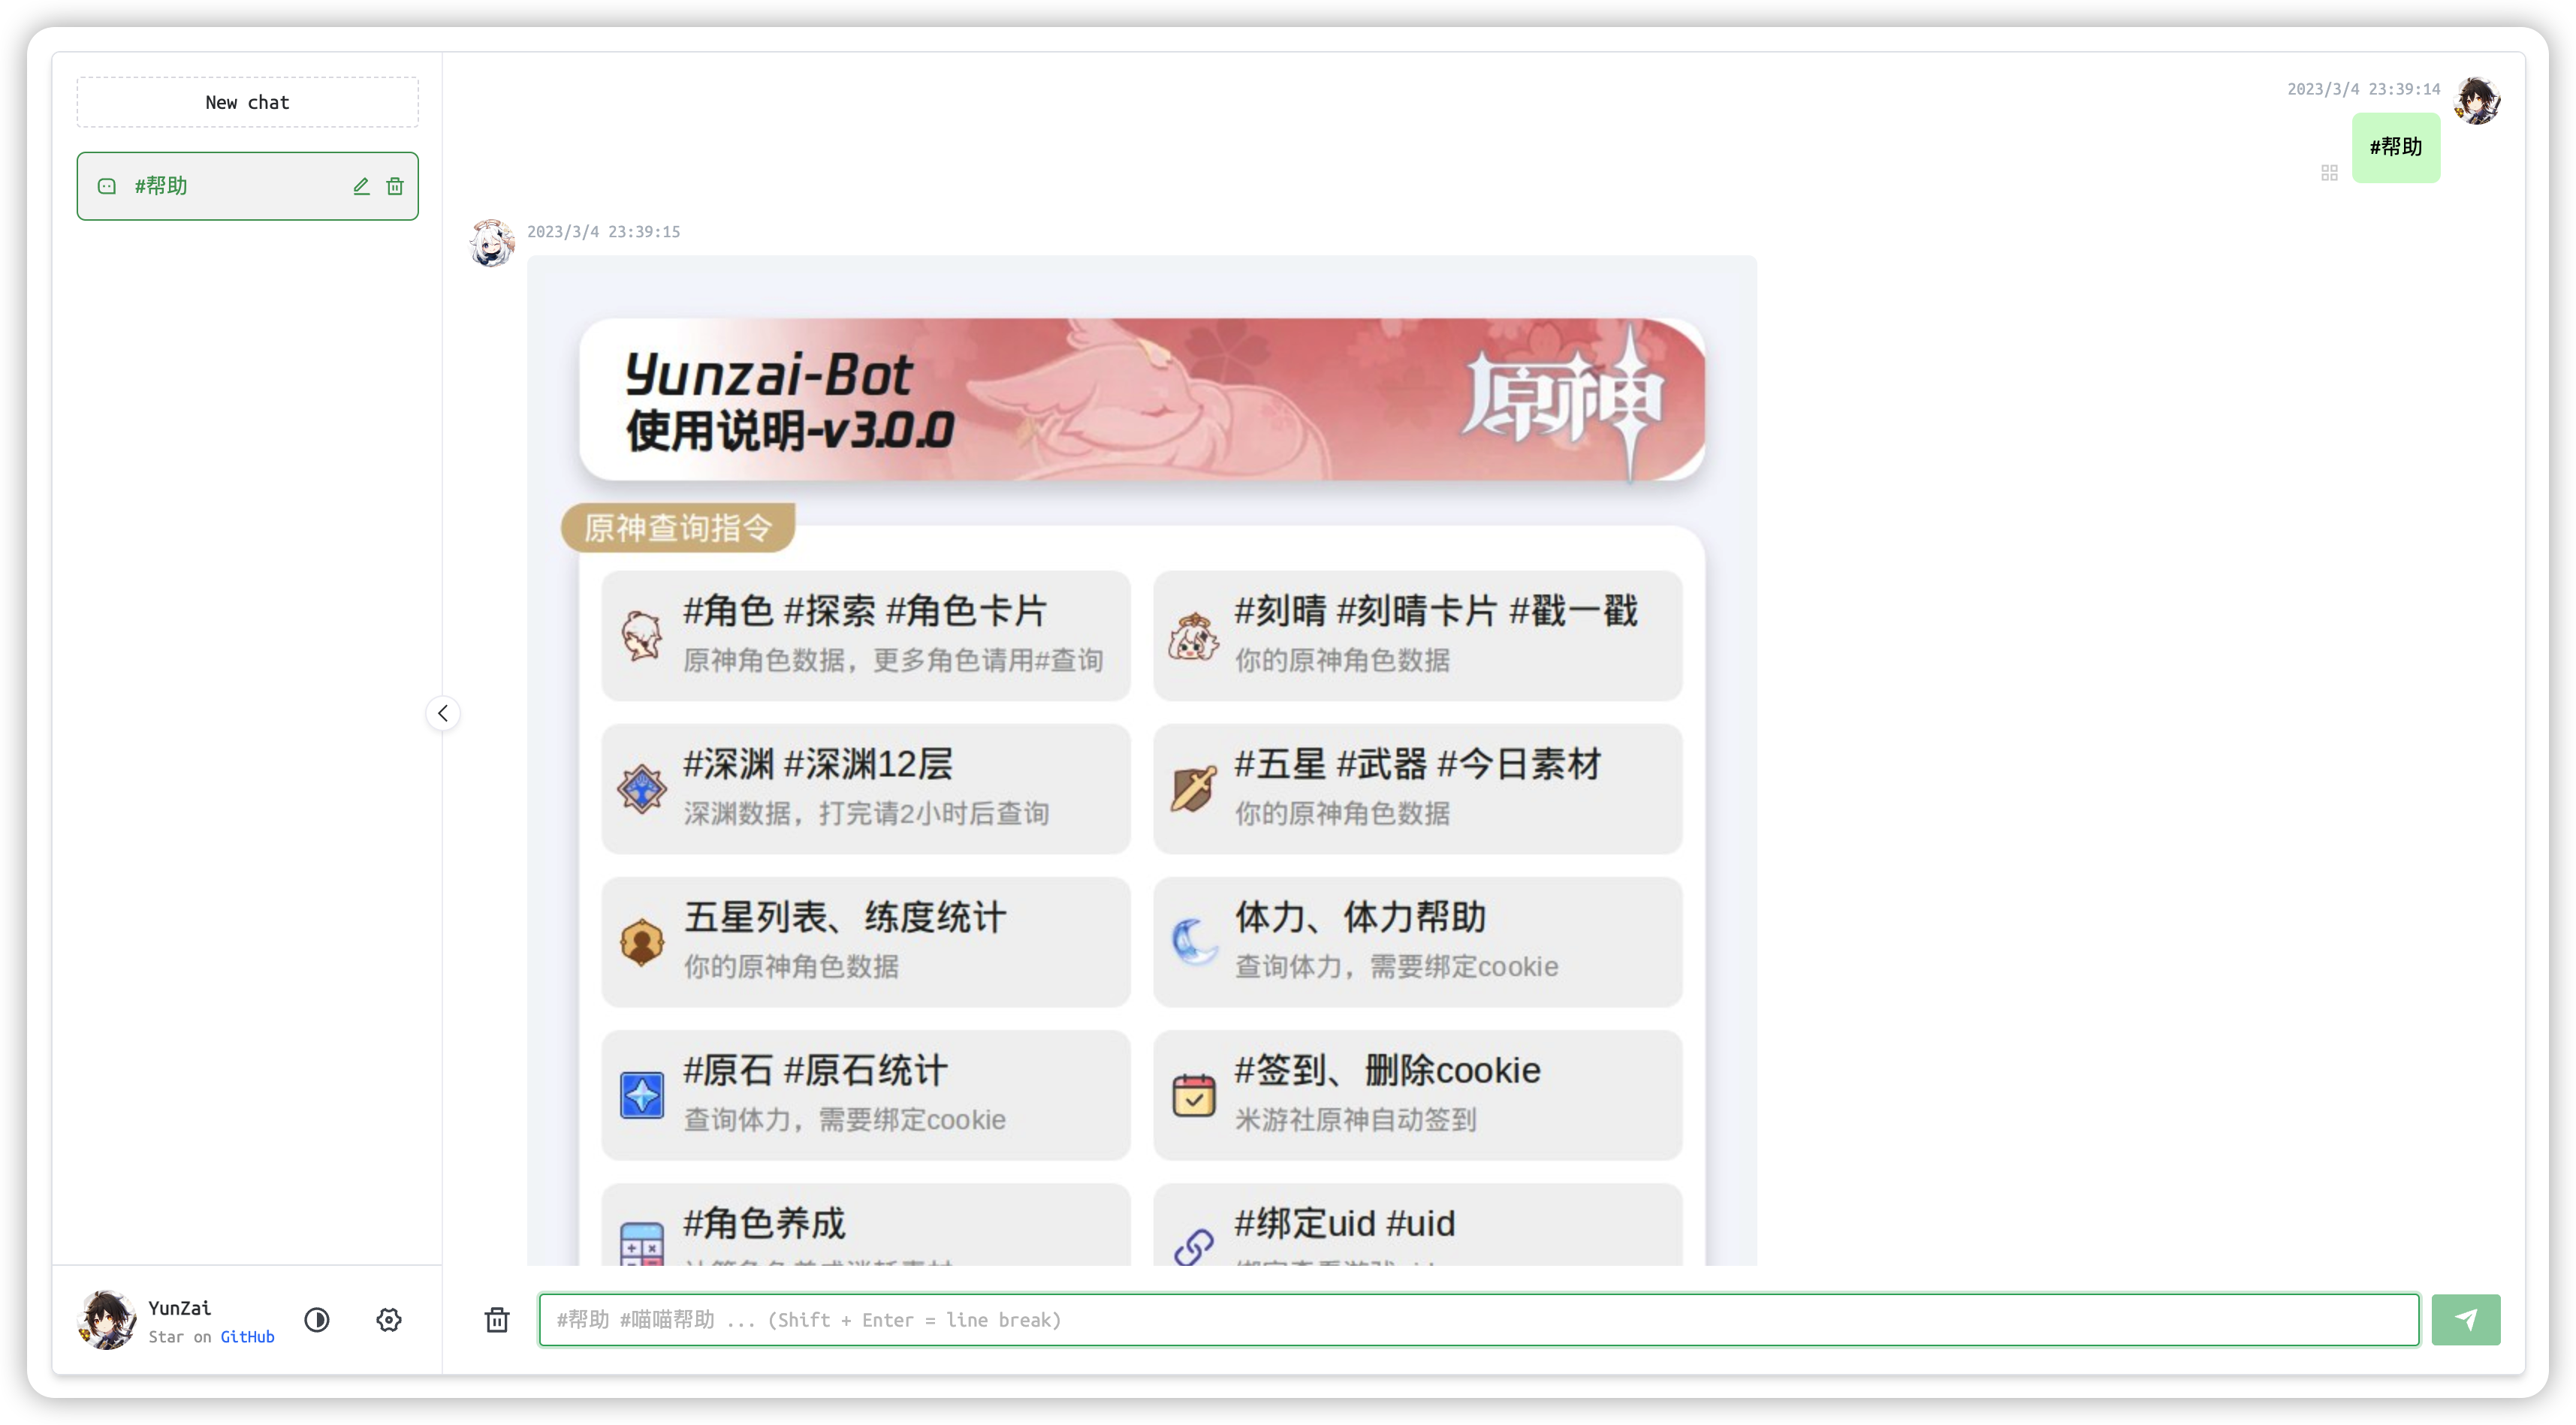 New chat
#帮助
2023/3/4 23:39:14
#帮助
2023/3/4 23:39:15
Yunzai-Bot
使用说明-v3.0.0
原神
原神查询指令
#角色 #探索 #角色卡片
原神角色数据，更多角色请用#查询
#刻晴 #刻晴卡片 #戳一戳
你的原神角色数据
#深渊 #深渊12层
深渊数据，打完请2小时后查询
#五星 #武器 #今日素材
你的原神角色数据
五星列表、练度统计
你的原神角色数据
体力、体力帮助
查询体力，需要绑定cookie
#原石 #原石统计
查询体力，需要绑定cookie
#签到、删除cookie
米游社原神自动签到
#角色养成
#绑定uid #uid
YunZai
Star on GitHub
#帮助 #喵喵帮助 ... (Shift + Enter = line break)